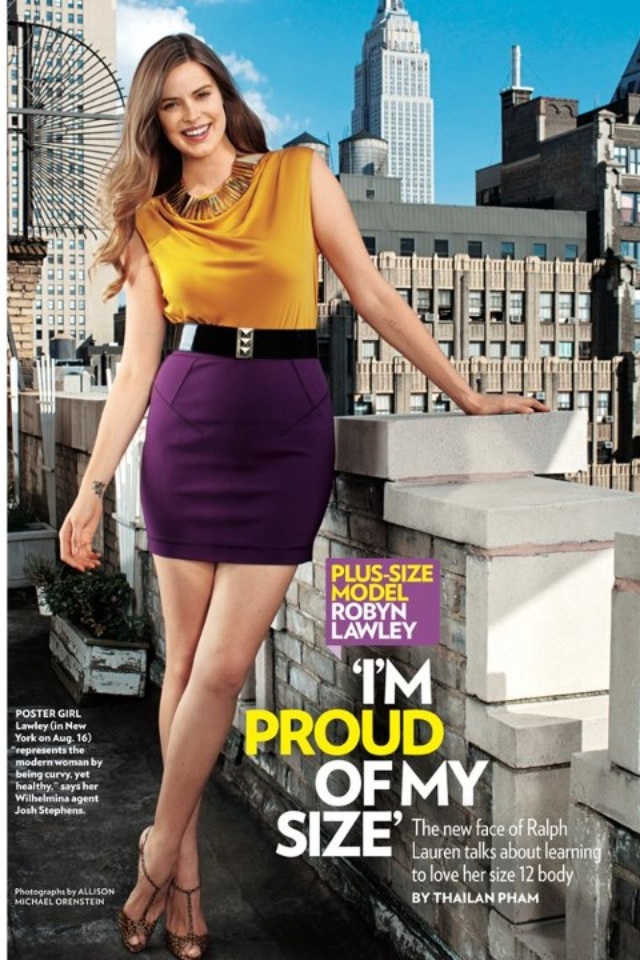 PLUS-SIZE
MODEL
ROBYN
LAWLEY
'I'M
PROUD
OF MY
SIZE'
The new face of Ralph
Lauren talks about learning
to love her size 12 body
BY THAILAN PHAM
POSTER GIRL
Lawley (in New
York on Aug. 16)
"represents the
modern woman by
being curvy, yet
healthy," says her
Wilhelmina agent
Josh Stephens.
Photographs by ALLISON
MICHAEL ORENSTEIN